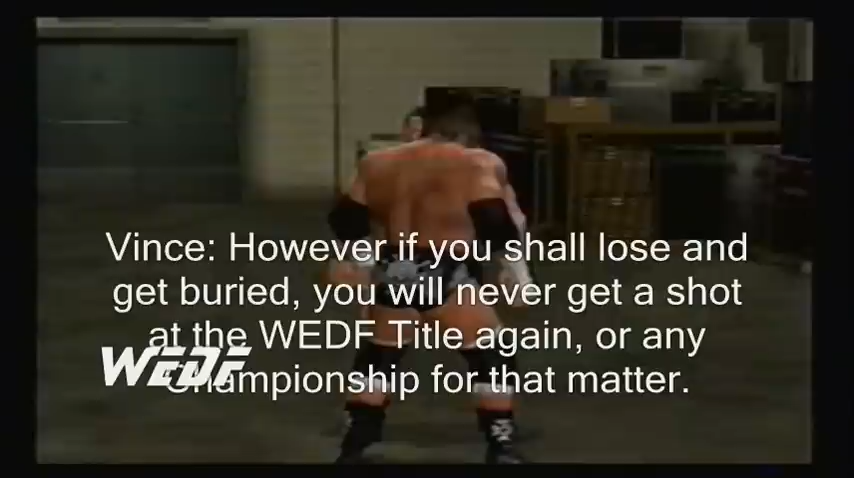 Vince: However if you shall lose and
get buried, you will never get a shot
at the WEDF Title again, or any
Championship for that matter.
WEDF